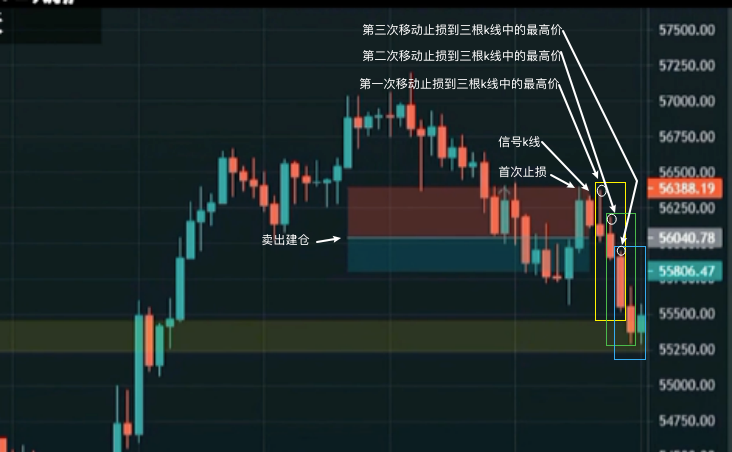 第三次移动止损到三根k线中的最高价
第二次移动止损到三根k线中的最高价
第一次移动止损到三根k线中的最高价
信号k线
首次止损
卖出建仓
57500.00
57250.00
57000.00
56750.00
56500.00
56388.19
56250.00
56040.78
55806.47
55500.00
55250.00
55000.00
54750.00